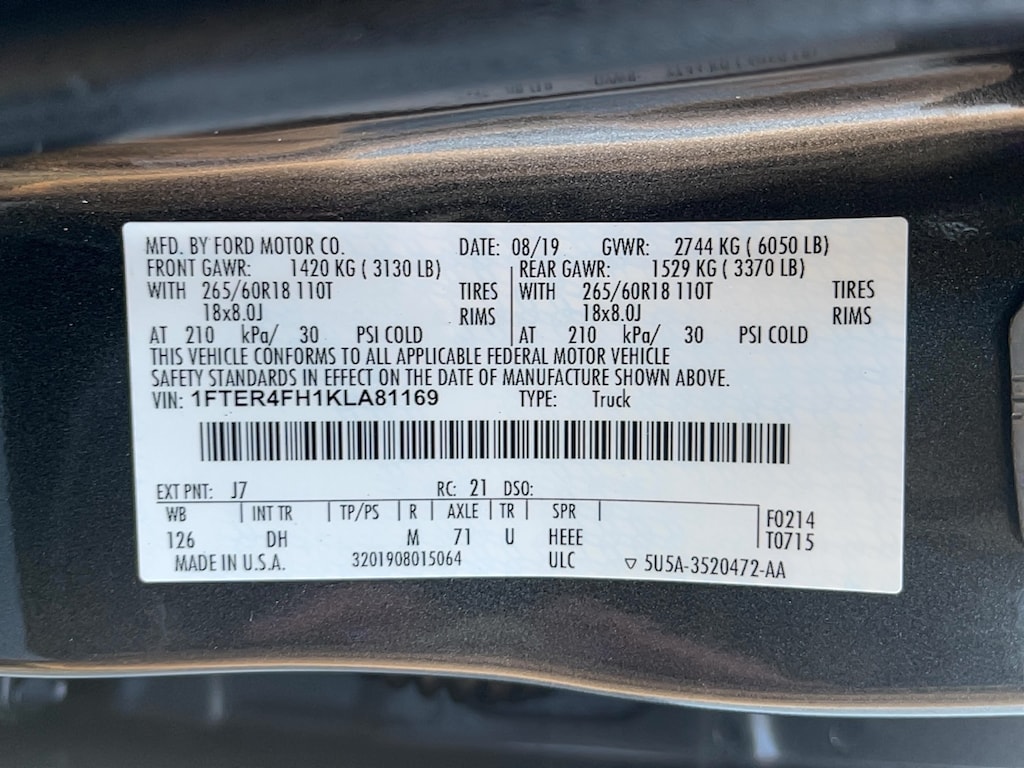 MFD. BY FORD MOTOR CO. DATE: 08/19 GVWR: 2744 KG ( 6050 LB)
FRONT GAWR: 1420 KG ( 3130 LB) REAR GAWR: 1529 KG ( 3370 LB)
WITH 265/60R18 110T TIRES WITH 265/60R18 110T TIRES
18x8.0J RIMS 18x8.0J RIMS
AT 210 kPa/ 30 PSI COLD AT 210 kPa/ 30 PSI COLD
THIS VEHICLE CONFORMS TO ALL APPLICABLE FEDERAL MOTOR VEHICLE
SAFETY STANDARDS IN EFFECT ON THE DATE OF MANUFACTURE SHOWN ABOVE.
VIN: 1FTER4FH1KLA81169 TYPE: Truck
EXT PNT: J7 RC: 21 DSO:
WB INT TR TP/PS R AXLE TR SPR F0214
126 DH M 71 U HEEE T0715
MADE IN U.S.A. 3201908015064 ULC ▽ 5U5A-3520472-AA